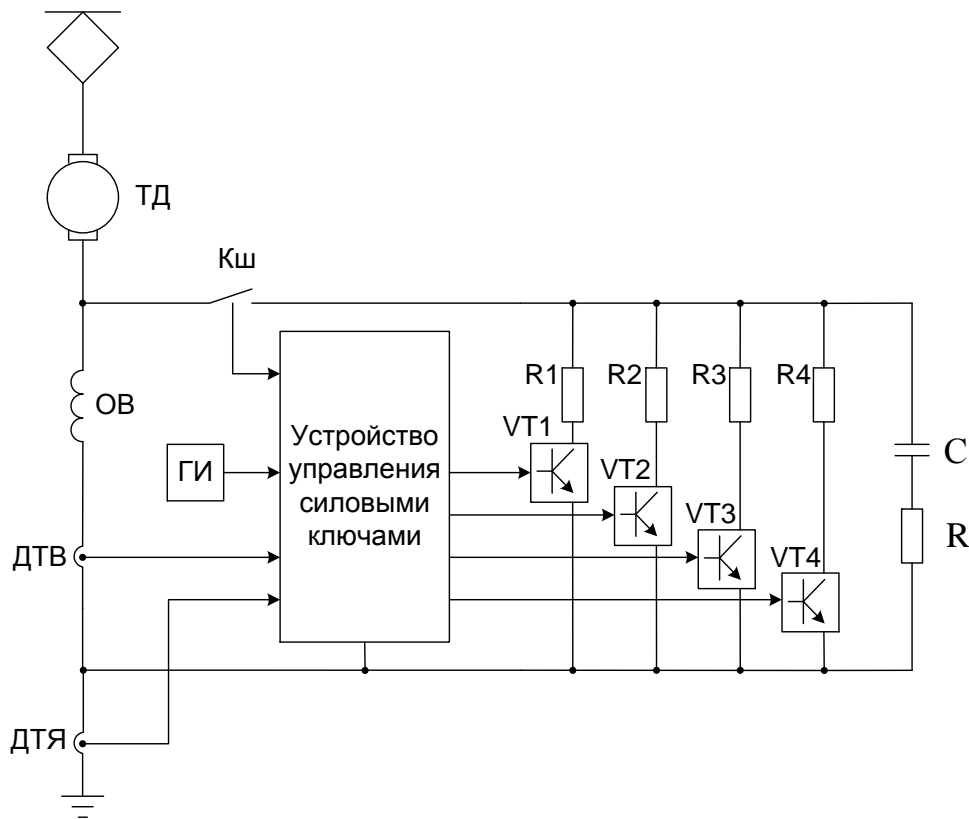 ТД
Кш
R1
R2
R3
R4
ОВ
VT1
Устройство
управления
силовыми
ключами
VT2
C
ГИ
VT3
R
ДТВ
VT4
ДТЯ